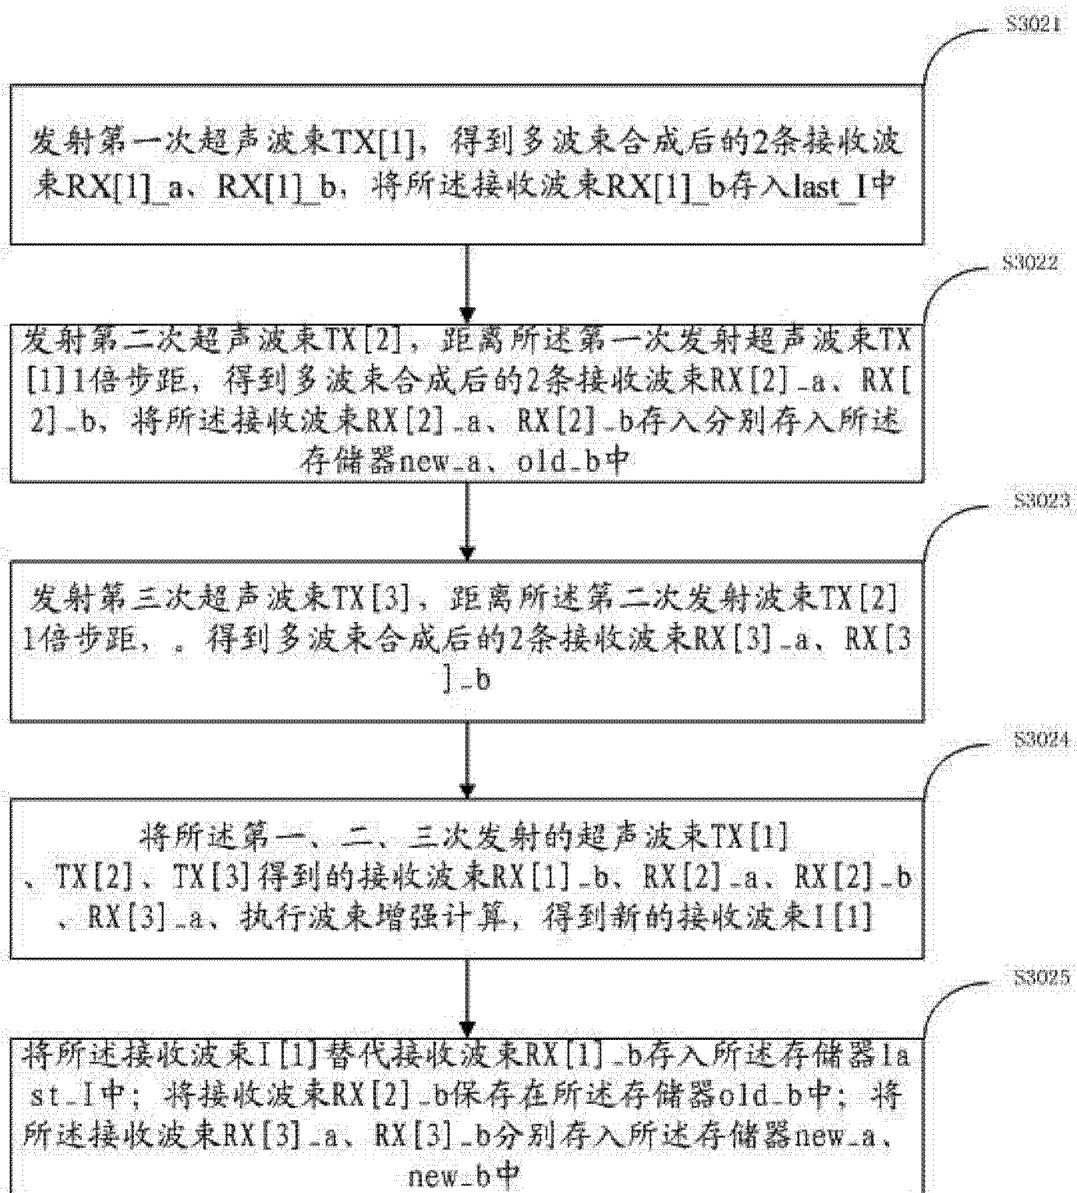 S3021
发射第一次超声波束TX[1]，得到多波束合成后的2条接收波
束RX[1]_a、RX[1]_b，将所述接收波束RX[1]_b存入last_I中
S3022
发射第二次超声波束TX[2]，距离所述第一次发射超声波束TX
[1]1倍步距，得到多波束合成后的2条接收波束RX[2]_a、RX[
2]_b，将所述接收波束RX[2]_a、RX[2]_b存入分别存入所述
存储器new_a、old_b中
S3023
发射第三次超声波束TX[3]，距离所述第二次发射波束TX[2]
1倍步距，。得到多波束合成后的2条接收波束RX[3]_a、RX[3
]_b
S3024
将所述第一、二、三次发射的超声波束TX[1]
、TX[2]、TX[3]得到的接收波束RX[1]_b、RX[2]_a、RX[2]_b
、RX[3]_a、执行波束增强计算，得到新的接收波束I[1]
S3025
将所述接收波束I[1]替代接收波束RX[1]_b存入所述存储器la
st_I中；将接收波束RX[2]_b保存在所述存储器old_b中；将
所述接收波束RX[3]_a、RX[3]_b分别存入所述存储器new_a、
new_b中